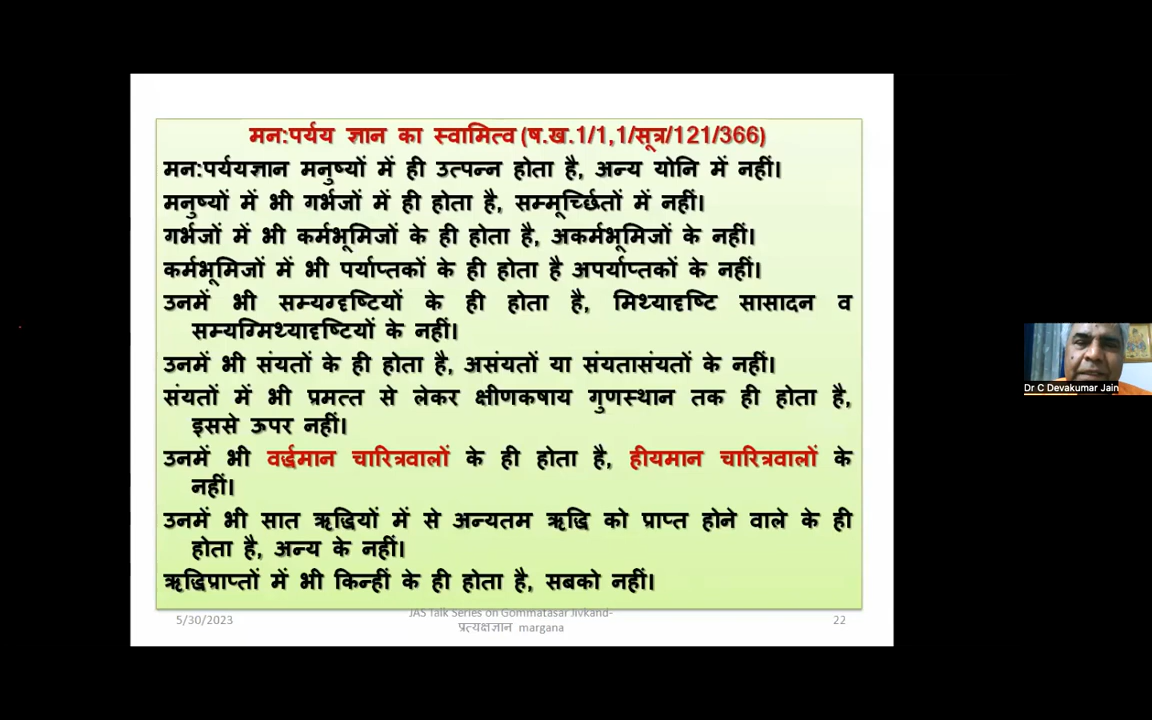 मन:पर्यय ज्ञान का स्वामित्व (ष.ख.1/1,1/सूत्र/121/366)
मन:पर्ययज्ञान मनुष्यों में ही उत्पन्न होता है, अन्य योनि में नहीं।
मनुष्यों में भी गर्भजों में ही होता है, सम्मूर्च्छितों में नहीं।
गर्भजों में भी कर्मभूमिजों के ही होता है, अकर्मभूमिजों के नहीं।
कर्मभूमिजों में भी पर्याप्तकों के ही होता है अपर्याप्तकों के नहीं।
उनमें भी सम्यग्दृष्टियों के ही होता है, मिथ्यादृष्टि सासादन व
सम्यग्मिथ्यादृष्टियों के नहीं।
उनमें भी संयतों के ही होता है, असंयतों या संयतासंयतों के नहीं।
संयतों में भी प्रमत्त से लेकर क्षीणकषाय गुणस्थान तक ही होता है,
इससे ऊपर नहीं।
उनमें भी वर्द्धमान चारित्रवालों के ही होता है, हीयमान चारित्रवालों के
नहीं।
उनमें भी सात ऋद्धियों में से अन्यतम ऋद्धि को प्राप्त होने वाले के ही
होता है, अन्य के नहीं।
ऋद्धिप्राप्तों में भी किन्हीं के ही होता है, सबको नहीं।
5/30/2023
JAS Talk Series on Gommatasar Jivkand-
प्रत्यक्षज्ञान margana
22
Dr C Devakumar Jain